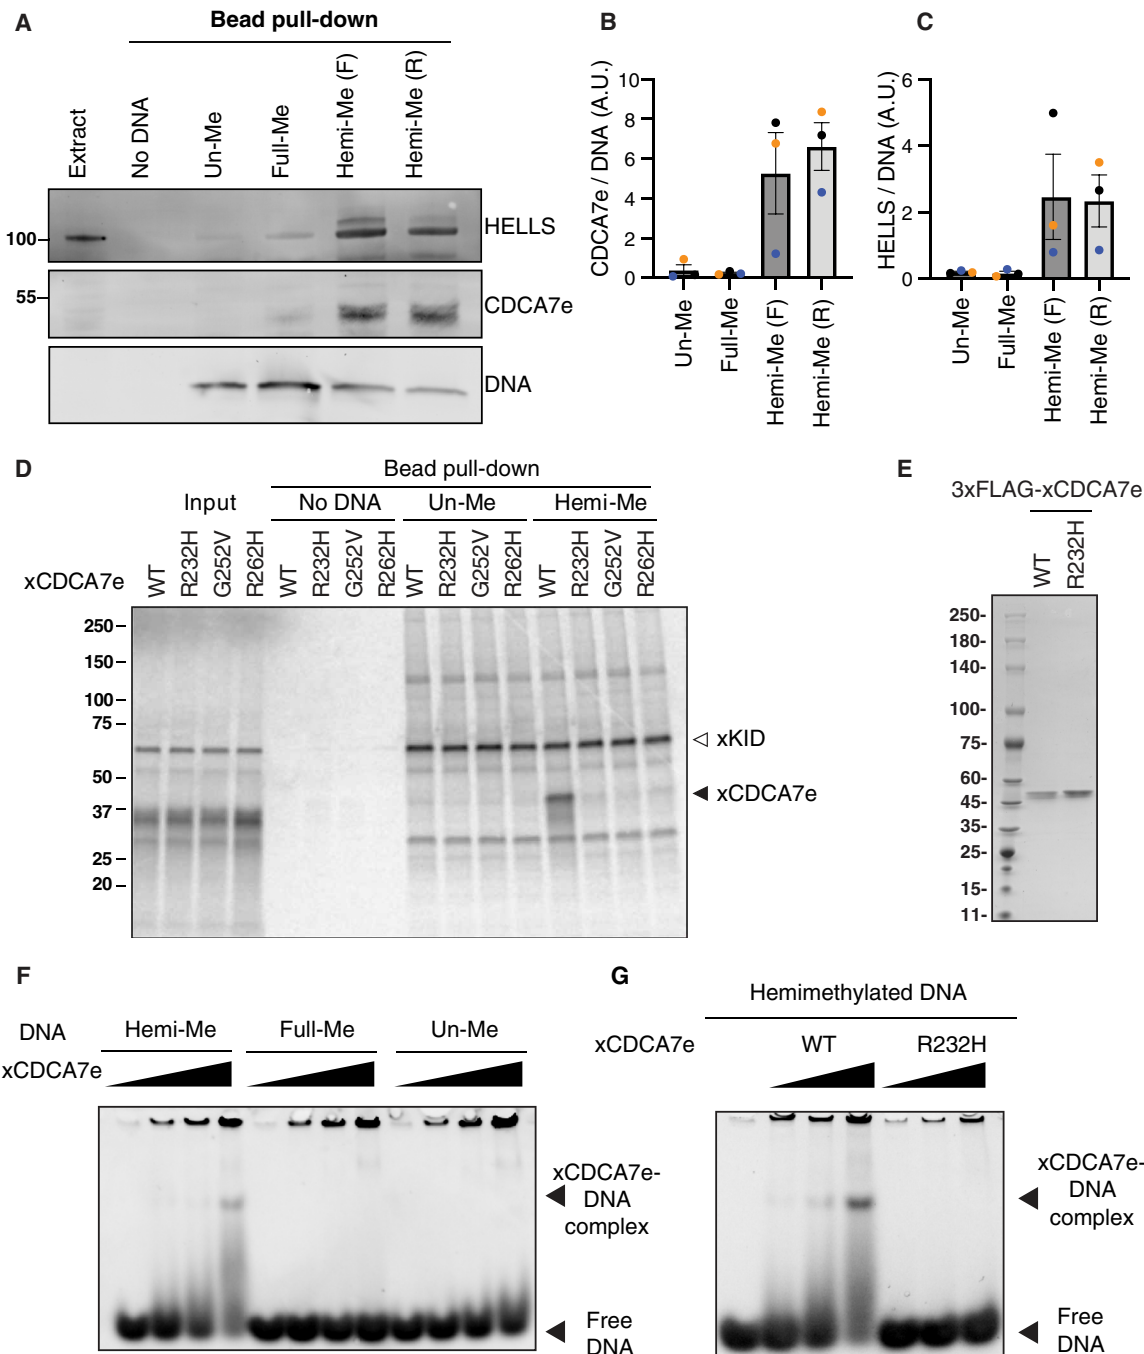 A
Bead pull-down
Extract
No DNA
Un-Me
Full-Me
Hemi-Me (F)
Hemi-Me (R)
100
HELLS
55
CDCA7e
DNA
B
CDCA7e / DNA (A.U.)
10
8
6
4
2
0
Un-Me
Full-Me
Hemi-Me (F)
Hemi-Me (R)
C
HELLS / DNA (A.U.)
6
4
2
0
Un-Me
Full-Me
Hemi-Me (F)
Hemi-Me (R)
D
Bead pull-down
Input
No DNA
Un-Me
Hemi-Me
xCDCA7e
WT
R232H
G252V
R262H
WT
R232H
G252V
R262H
WT
R232H
G252V
R262H
WT
R232H
G252V
R262H
250
150
100
75
50
37
25
20
xKID
xCDCA7e
E
3xFLAG-xCDCA7e
WT
R232H
250-
180-
140-
100-
75-
60-
45-
35-
25-
15-
11-
F
DNA
Hemi-Me
Full-Me
Un-Me
xCDCA7e
xCDCA7e-
DNA
complex
Free
DNA
G
Hemimethylated DNA
xCDCA7e
WT
R232H
xCDCA7e-
DNA
complex
Free
DNA